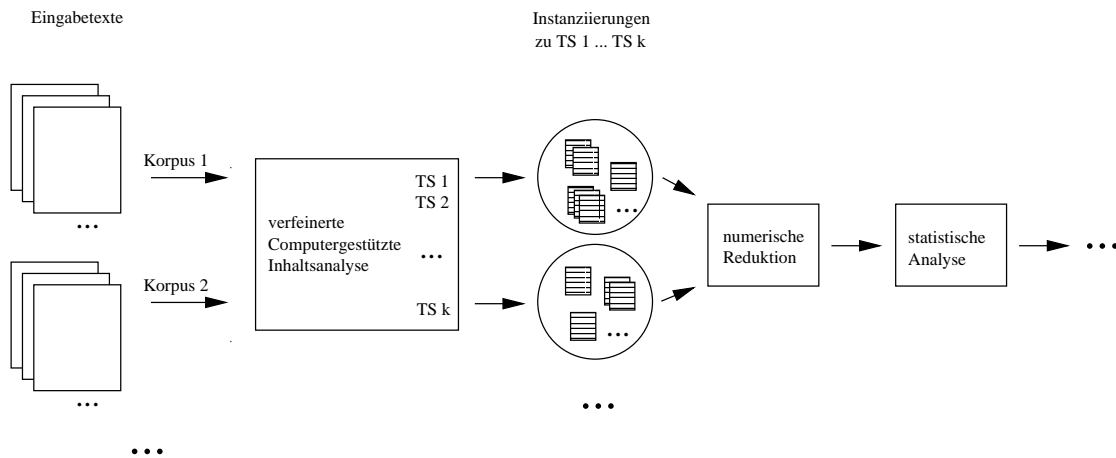 Eingabetexte
Instanziierungen
zu TS 1 ... TS k
Korpus 1
...
Korpus 2
...
...
verfeinerte
Computergestützte
Inhaltsanalyse
TS 1
TS 2
...
TS k
...
...
...
numerische
Reduktion
statistische
Analyse
...